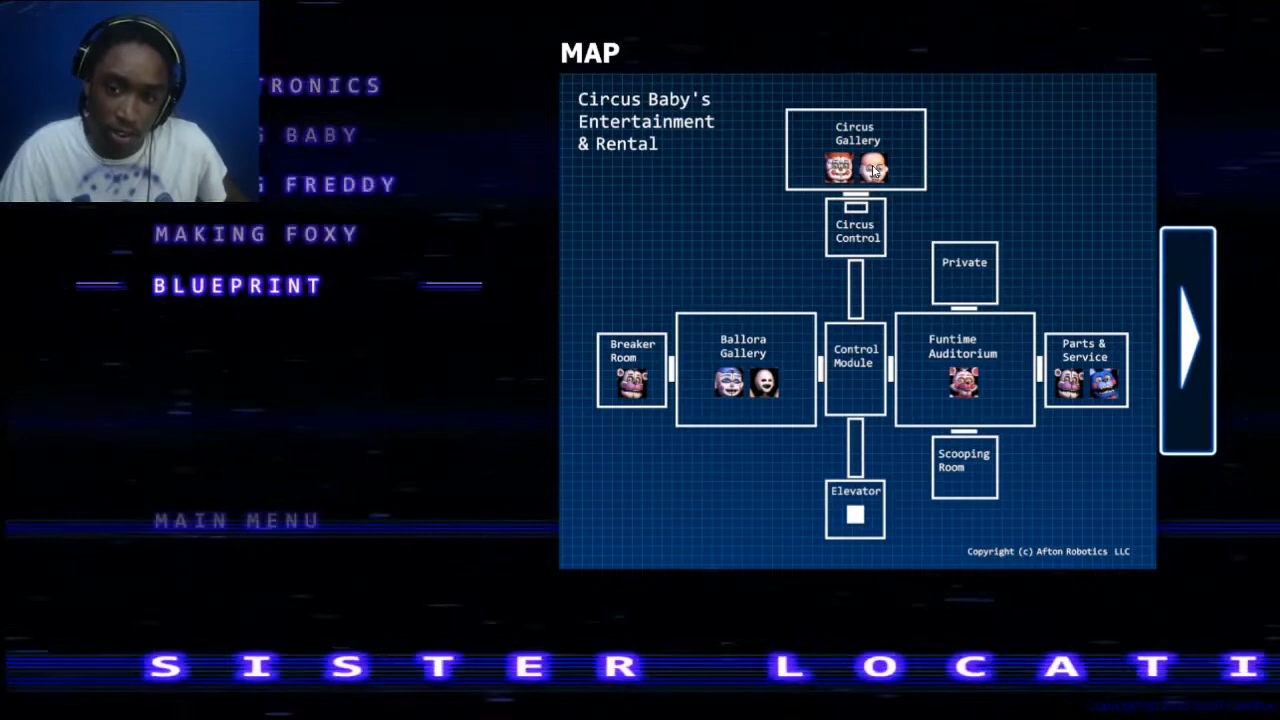 MAP
TRONICS
G BABY
G FREDDY
MAKING FOXY
BLUEPRINT
MAIN MENU
Circus Baby's
Entertainment
& Rental
Circus
Gallery
Circus
Control
Private
Breaker
Room
Ballora
Gallery
Control
Module
Funtime
Auditorium
Parts &
Service
Scooping
Room
Elevator
Copyright (c) Afton Robotics LLC
SISTER LOCATI